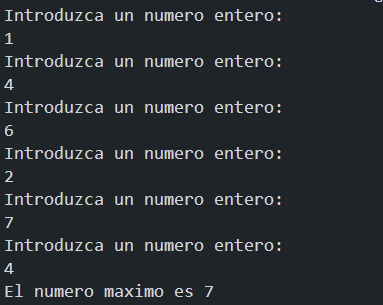 Introduzca un numero entero:
1
Introduzca un numero entero:
4
Introduzca un numero entero:
6
Introduzca un numero entero:
2
Introduzca un numero entero:
7
Introduzca un numero entero:
4
El numero maximo es 7